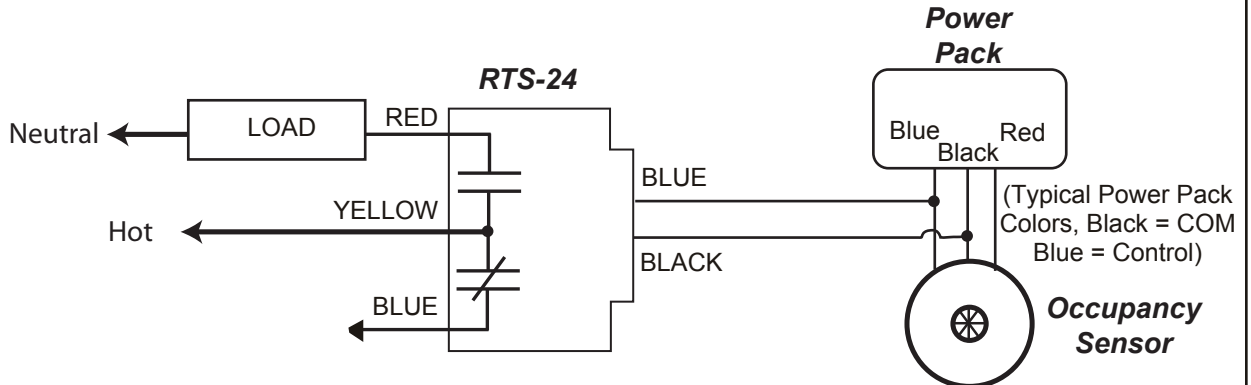 Power
Pack
RTS-24
Neutral
LOAD
RED
Blue
Red
Black
BLUE
YELLOW
(Typical Power Pack
Colors, Black = COM
Blue = Control)
Hot
BLACK
BLUE
Occupancy
Sensor